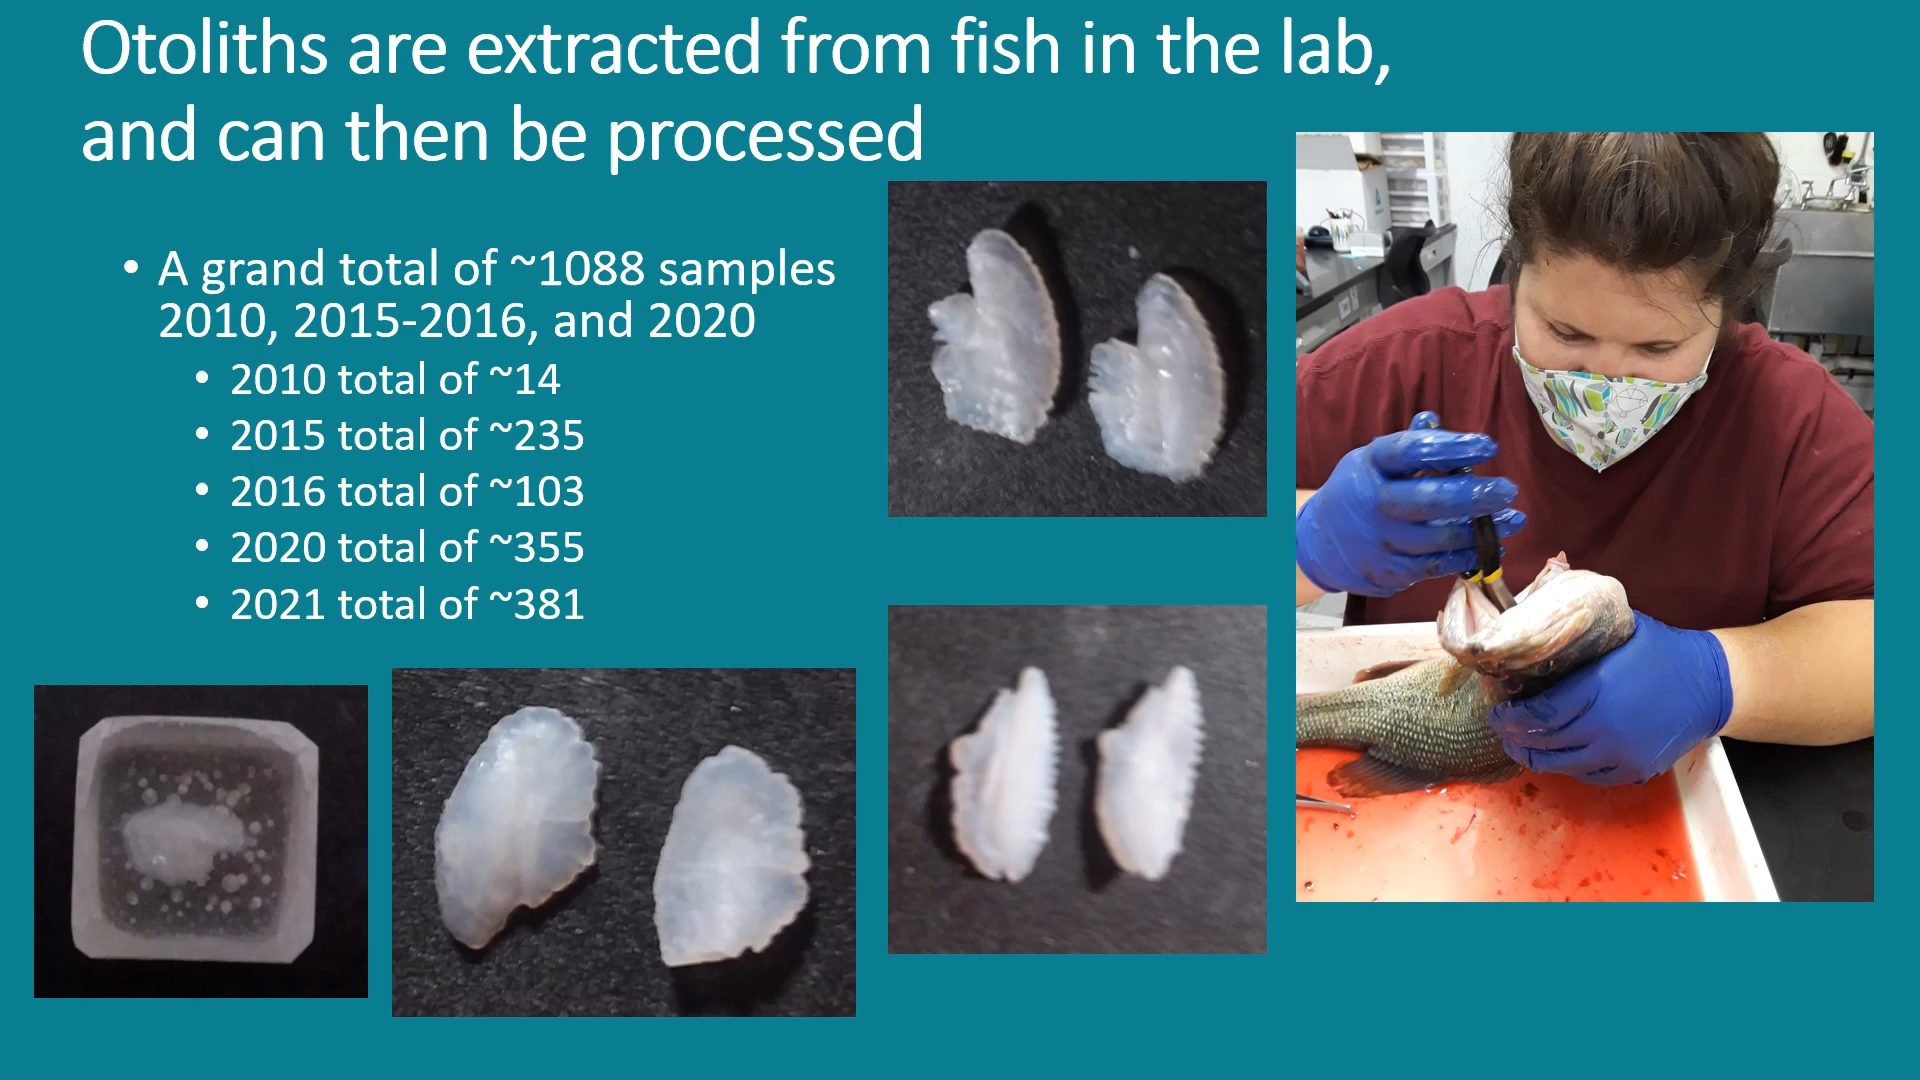 Otoliths are extracted from fish in the lab,
and can then be processed
• A grand total of ~1088 samples
2010, 2015-2016, and 2020
• 2010 total of ~14
• 2015 total of ~235
• 2016 total of ~103
• 2020 total of ~355
• 2021 total of ~381